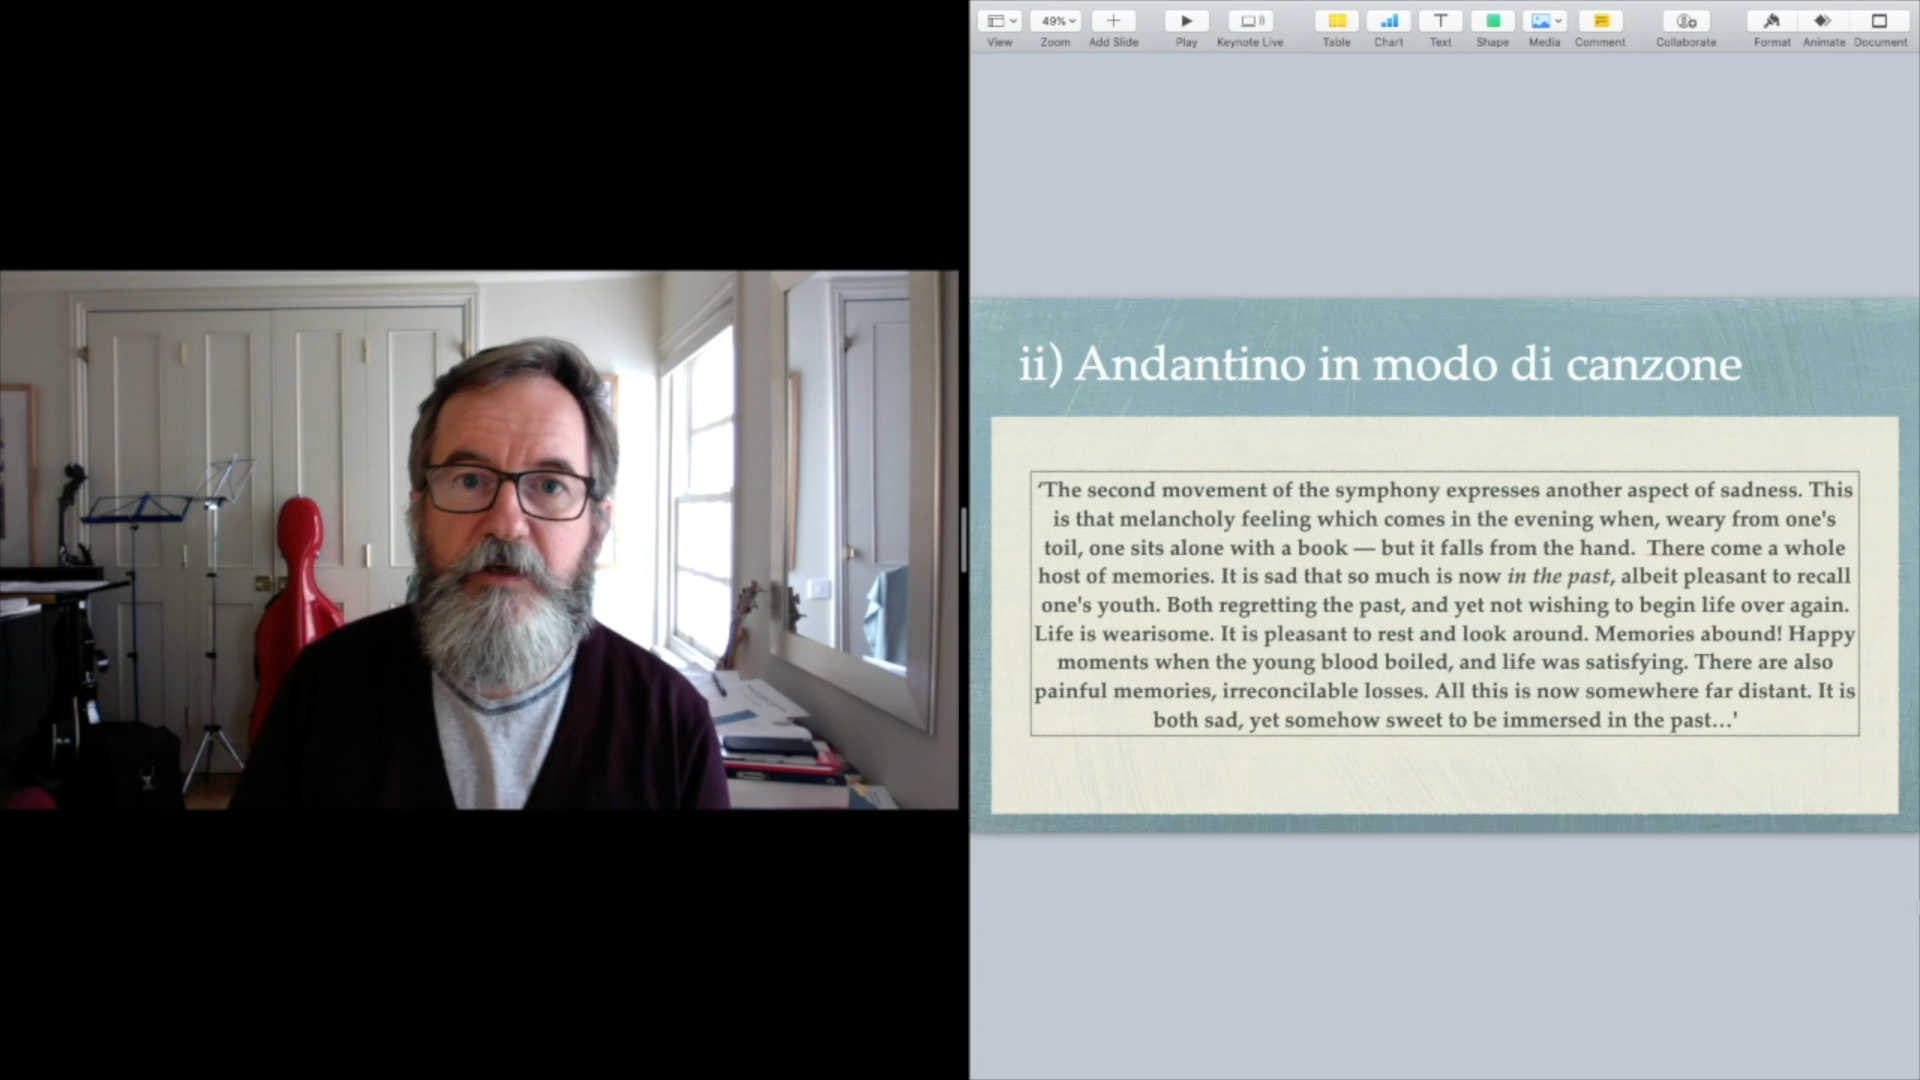 49%
View
Zoom
Add Slide
Play
Keynote Live
Table
Chart
Text
Shape
Media
Comment
Collaborate
Format
Animate
Document
ii) Andantino in modo di canzone
‘The second movement of the symphony expresses another aspect of sadness. This
is that melancholy feeling which comes in the evening when, weary from one's
toil, one sits alone with a book — but it falls from the hand.  There come a whole
host of memories. It is sad that so much is now in the past, albeit pleasant to recall
one's youth. Both regretting the past, and yet not wishing to begin life over again.
Life is wearisome. It is pleasant to rest and look around. Memories abound! Happy
moments when the young blood boiled, and life was satisfying. There are also
painful memories, irreconcilable losses. All this is now somewhere far distant. It is
both sad, yet somehow sweet to be immersed in the past…'